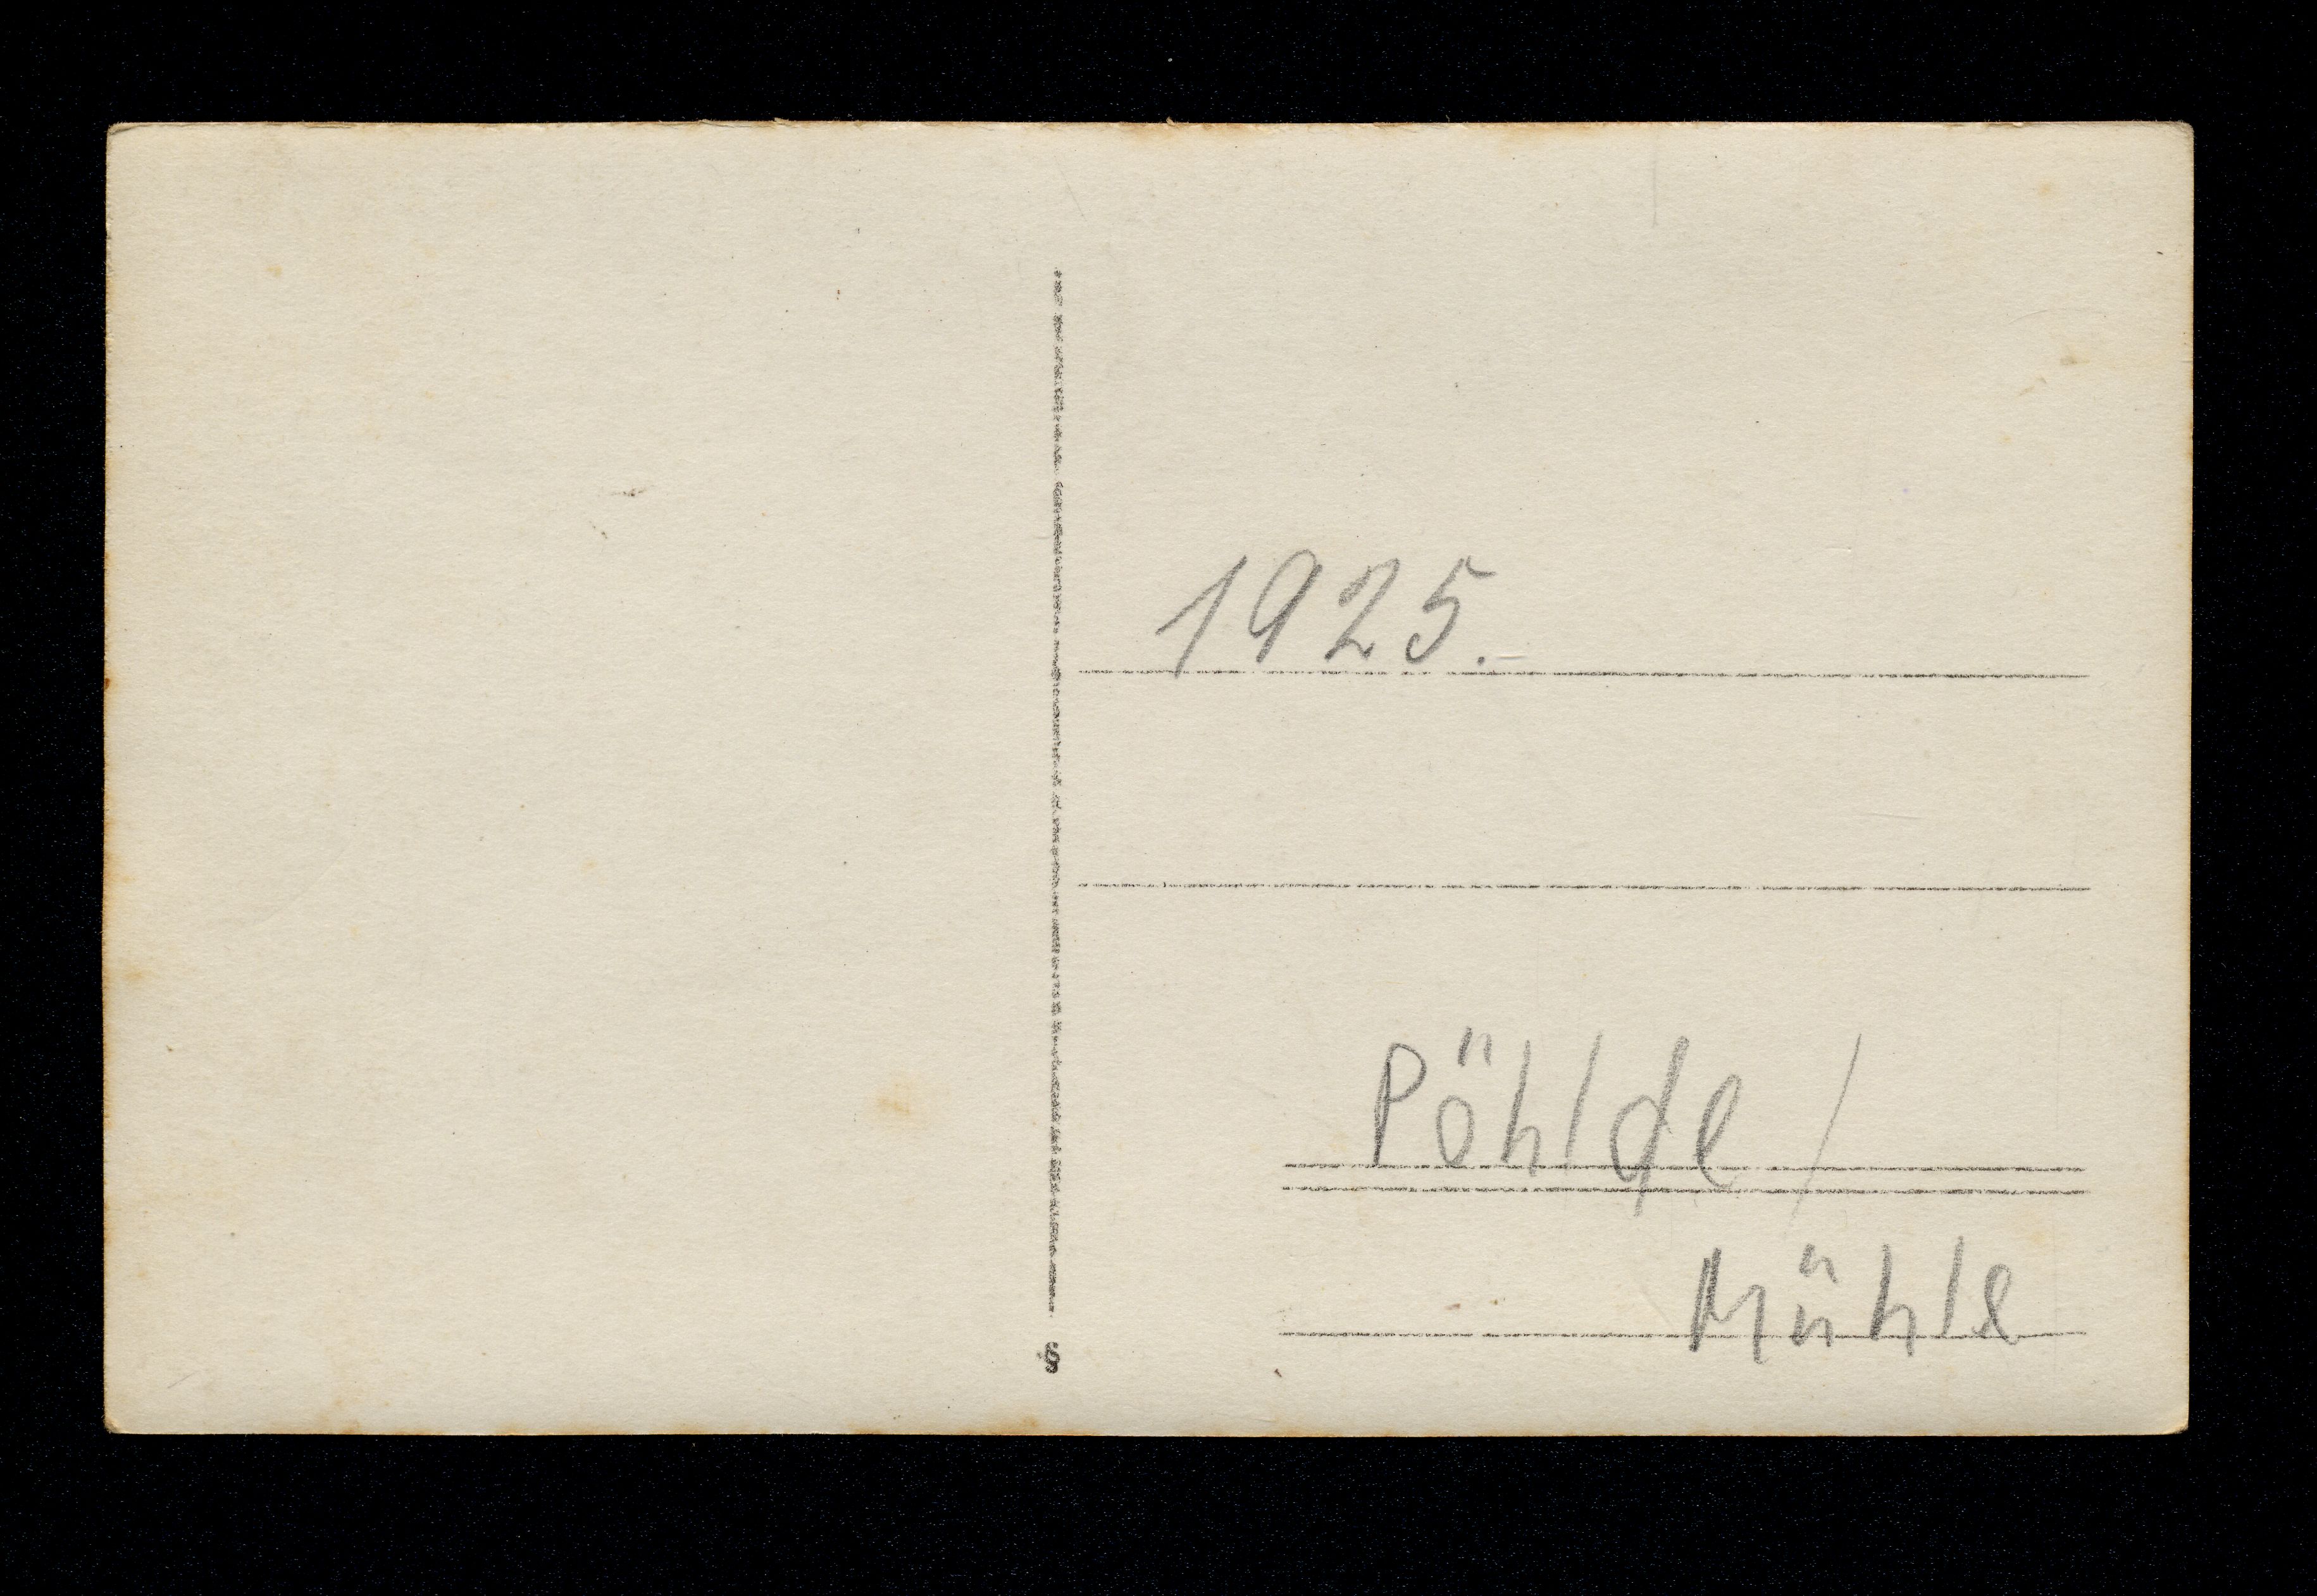 1925.
Pöhlde /
Mühle
§